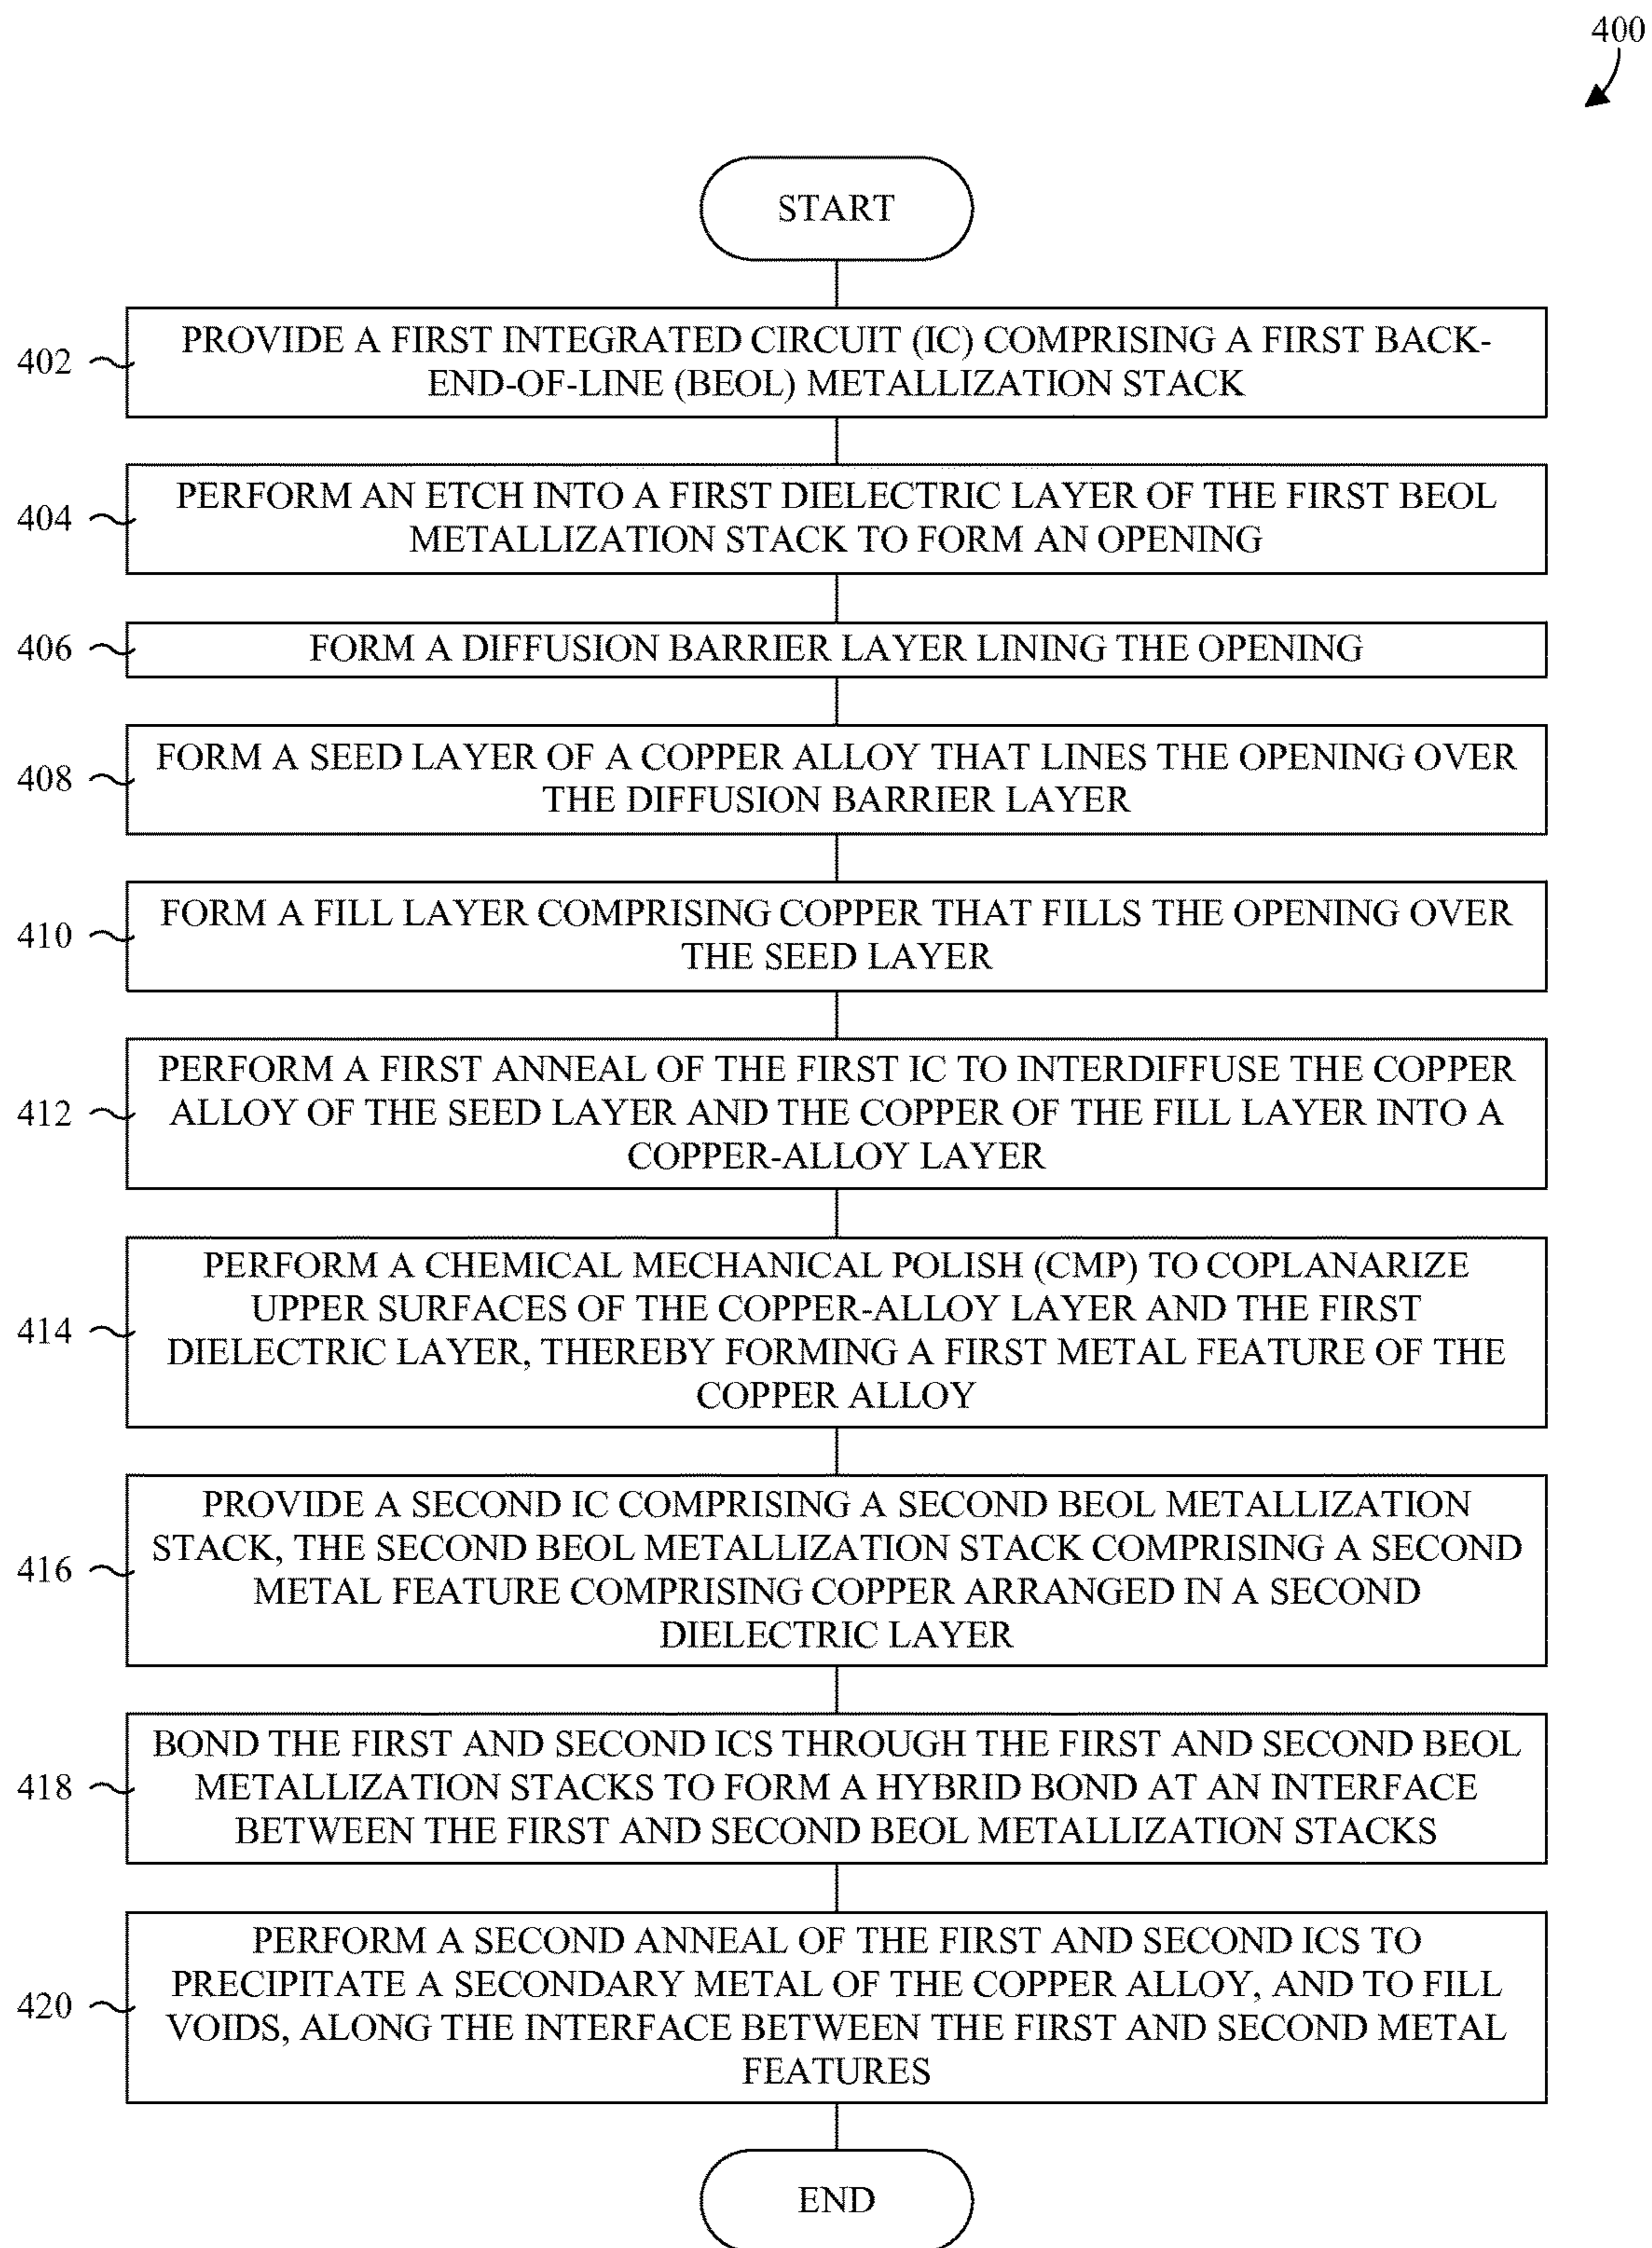 400
START
402
PROVIDE A FIRST INTEGRATED CIRCUIT (IC) COMPRISING A FIRST BACK-
END-OF-LINE (BEOL) METALLIZATION STACK
404
PERFORM AN ETCH INTO A FIRST DIELECTRIC LAYER OF THE FIRST BEOL
METALLIZATION STACK TO FORM AN OPENING
406
FORM A DIFFUSION BARRIER LAYER LINING THE OPENING
408
FORM A SEED LAYER OF A COPPER ALLOY THAT LINES THE OPENING OVER
THE DIFFUSION BARRIER LAYER
410
FORM A FILL LAYER COMPRISING COPPER THAT FILLS THE OPENING OVER
THE SEED LAYER
412
PERFORM A FIRST ANNEAL OF THE FIRST IC TO INTERDIFFUSE THE COPPER
ALLOY OF THE SEED LAYER AND THE COPPER OF THE FILL LAYER INTO A
COPPER-ALLOY LAYER
414
PERFORM A CHEMICAL MECHANICAL POLISH (CMP) TO COPLANARIZE
UPPER SURFACES OF THE COPPER-ALLOY LAYER AND THE FIRST
DIELECTRIC LAYER, THEREBY FORMING A FIRST METAL FEATURE OF THE
COPPER ALLOY
416
PROVIDE A SECOND IC COMPRISING A SECOND BEOL METALLIZATION
STACK, THE SECOND BEOL METALLIZATION STACK COMPRISING A SECOND
METAL FEATURE COMPRISING COPPER ARRANGED IN A SECOND
DIELECTRIC LAYER
418
BOND THE FIRST AND SECOND ICS THROUGH THE FIRST AND SECOND BEOL
METALLIZATION STACKS TO FORM A HYBRID BOND AT AN INTERFACE
BETWEEN THE FIRST AND SECOND BEOL METALLIZATION STACKS
420
PERFORM A SECOND ANNEAL OF THE FIRST AND SECOND ICS TO
PRECIPITATE A SECONDARY METAL OF THE COPPER ALLOY, AND TO FILL
VOIDS, ALONG THE INTERFACE BETWEEN THE FIRST AND SECOND METAL
FEATURES
END